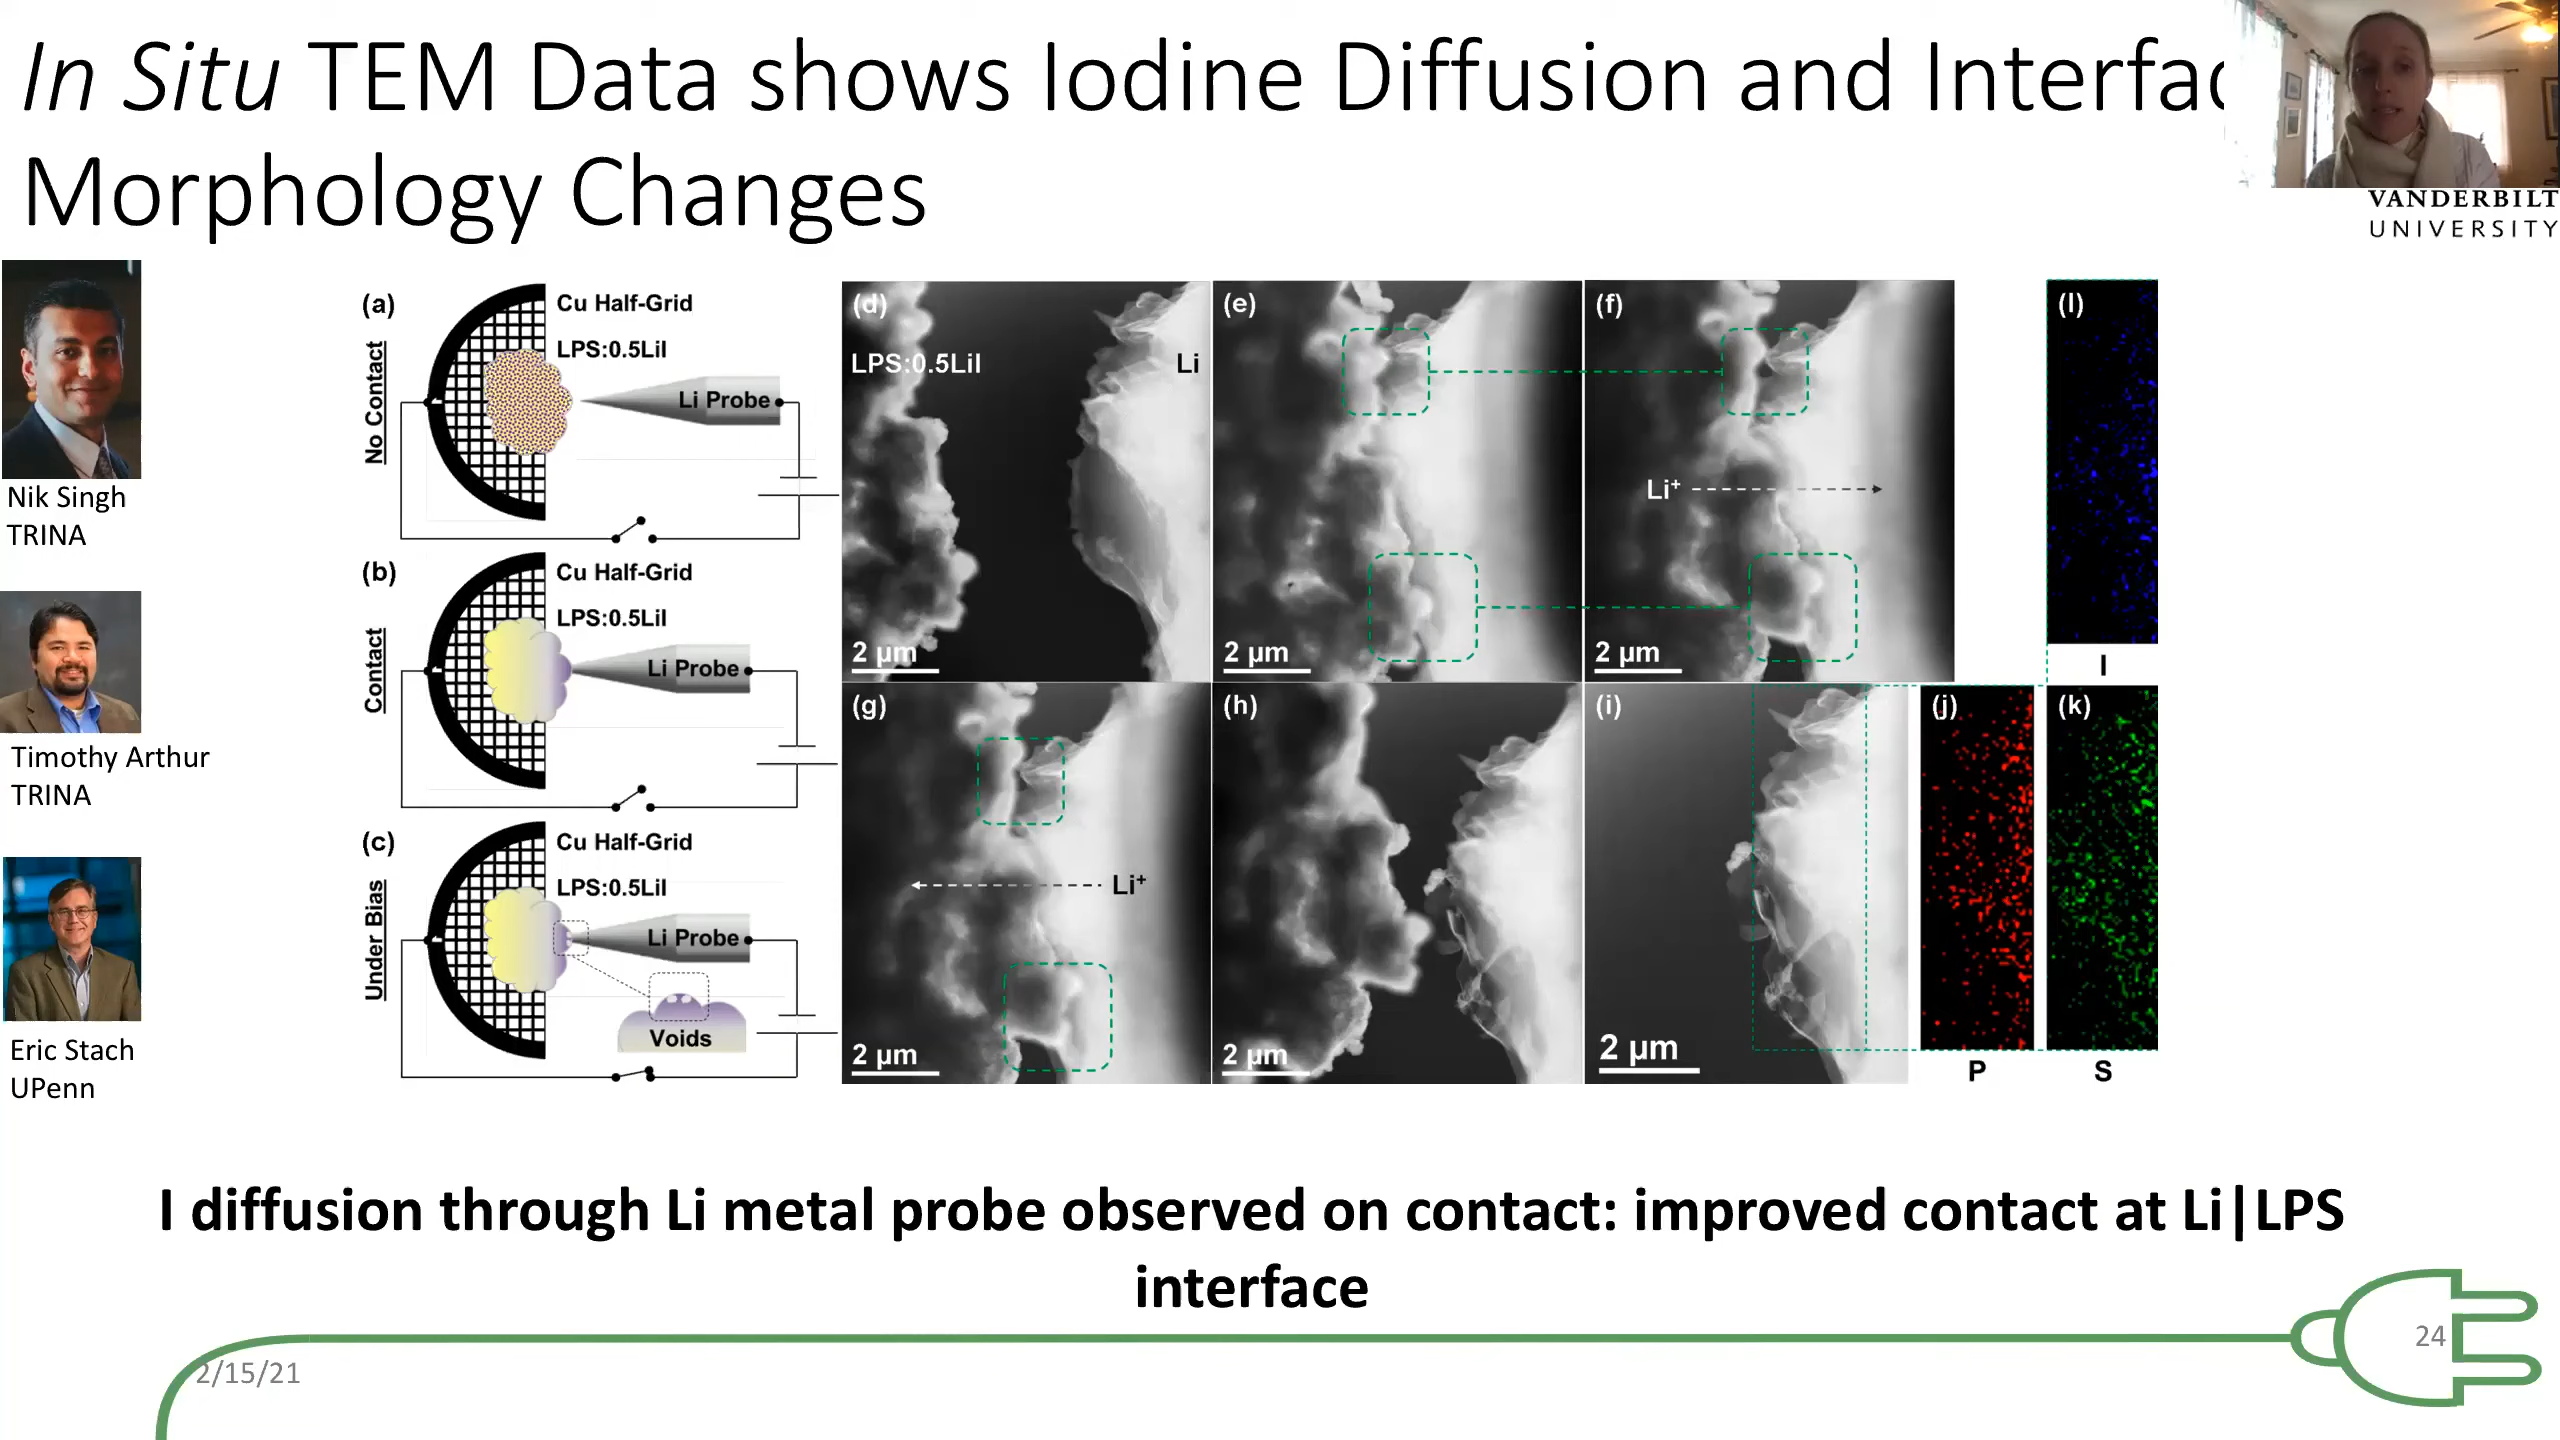 In Situ TEM Data shows Iodine Diffusion and Interfac
Morphology Changes
VANDERBILT
UNIVERSITY
Nik Singh
TRINA
Timothy Arthur
TRINA
Eric Stach
UPenn
(a)
No Contact
Cu Half-Grid
LPS:0.5LiI
Li Probe
(b)
Contact
Cu Half-Grid
LPS:0.5LiI
Li Probe
(c)
Under Bias
Cu Half-Grid
LPS:0.5LiI
Li Probe
Voids
(d)
LPS:0.5LiI
Li
2 µm
(e)
2 µm
(f)
Li⁺
2 µm
(l)
I
(g)
Li⁺
2 µm
(h)
2 µm
(i)
2 µm
(j)
P
(k)
S
I diffusion through Li metal probe observed on contact: improved contact at Li|LPS
interface
2/15/21
24